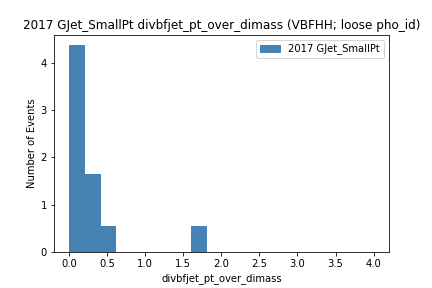 2017 GJet_SmallPt divbfjet_pt_over_dimass (VBFHH; loose pho_id)
2017 GJet_SmallPt
Number of Events
4
3
2
1
0
0.0 0.5 1.0 1.5 2.0 2.5 3.0 3.5 4.0
divbfjet_pt_over_dimass